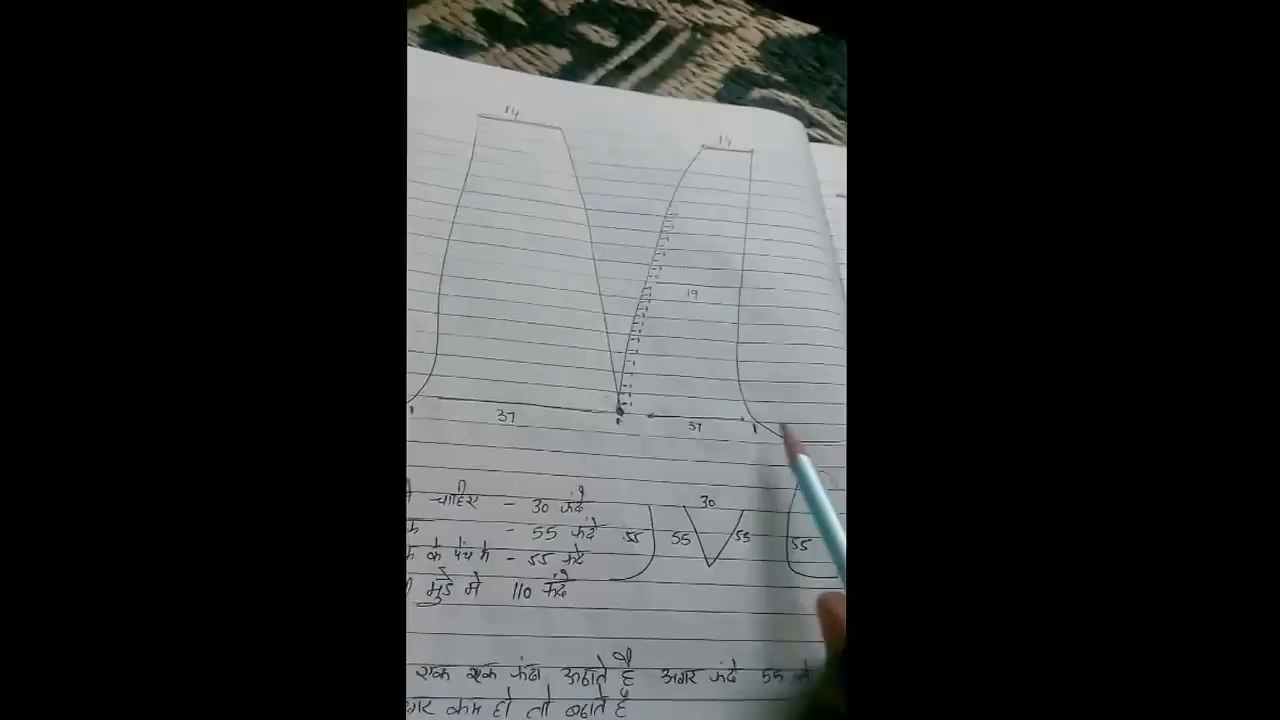 14
14
19
37
37
चाहिए - 30 फंदे
30
- 55 फंदे
55
55
55
55
के पंच मे - 55 फंदे
मुडे मे 110 फंदे
एक एक फंदा उठाते है अगर फंदे 55 से
कम हो तो बढाते है